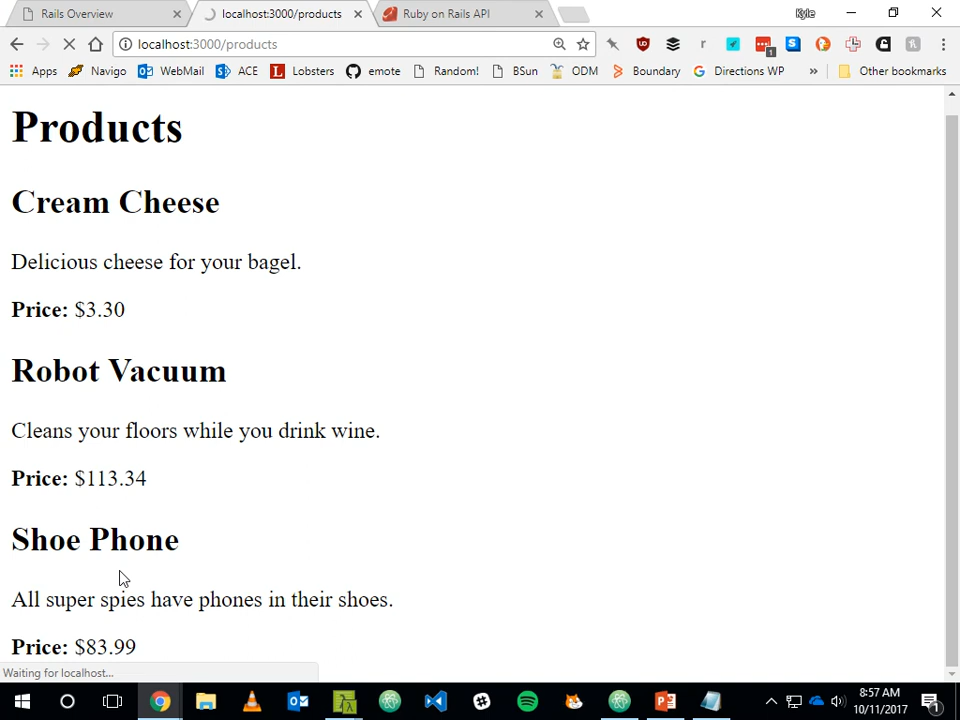 Rails Overview
localhost:3000/products
Ruby on Rails API
Kyle
localhost:3000/products
Apps
Navigo
WebMail
ACE
Lobsters
emote
Random!
BSun
ODM
Boundary
Directions WP
»
Other bookmarks
Products
Cream Cheese
Delicious cheese for your bagel.
Price: $3.30
Robot Vacuum
Cleans your floors while you drink wine.
Price: $113.34
Shoe Phone
All super spies have phones in their shoes.
Price: $83.99
Waiting for localhost...
8:57 AM
10/11/2017